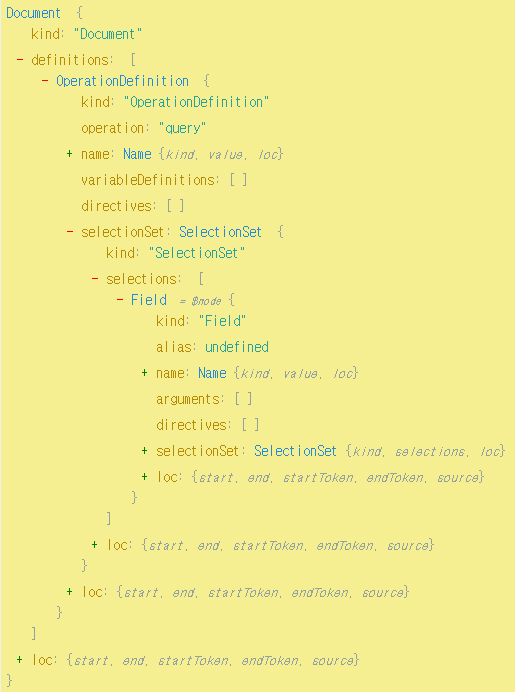 Document {
kind: "Document"
- definitions: [
- OperationDefinition {
kind: "OperationDefinition"
operation: "query"
+ name: Name {kind, value, loc}
variableDefinitions: [ ]
directives: [ ]
- selectionSet: SelectionSet {
kind: "SelectionSet"
- selections: [
- Field = $node {
kind: "Field"
alias: undefined
+ name: Name {kind, value, loc}
arguments: [ ]
directives: [ ]
+ selectionSet: SelectionSet {kind, selections, loc}
+ loc: {start, end, startToken, endToken, source}
}
]
+ loc: {start, end, startToken, endToken, source}
}
+ loc: {start, end, startToken, endToken, source}
}
]
+ loc: {start, end, startToken, endToken, source}
}